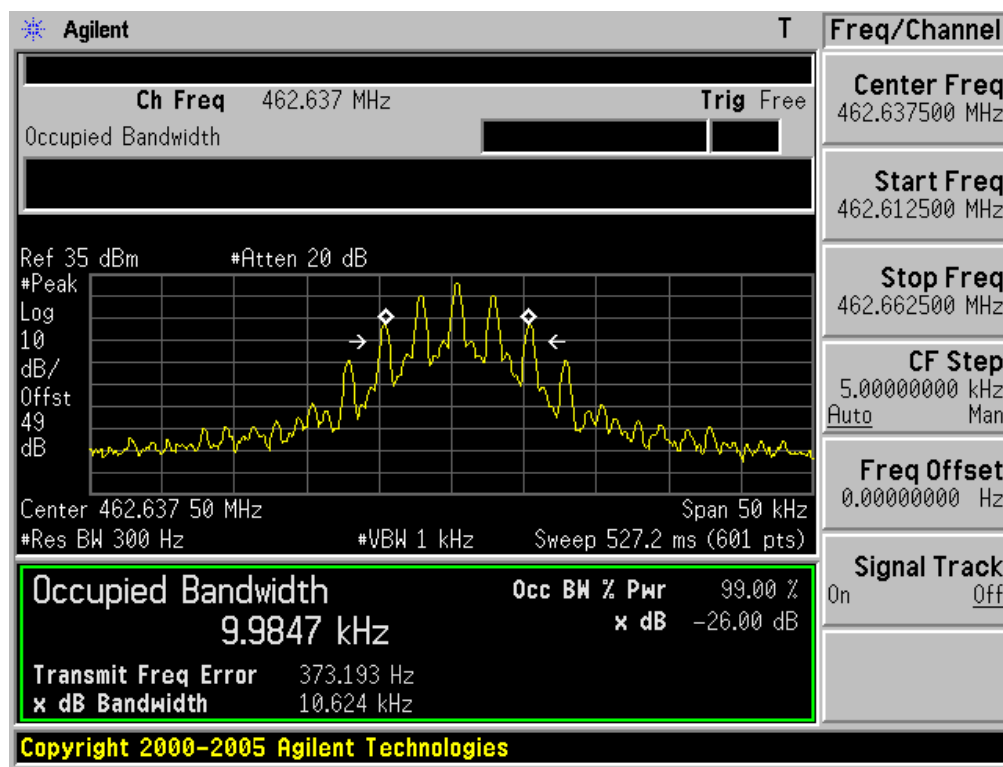 Agilent T Freq/Channel
Ch Freq 462.637 MHz Trig Free
Occupied Bandwidth
Center Freq
462.637500 MHz
Start Freq
462.612500 MHz
Stop Freq
462.662500 MHz
CF Step
5.00000000 kHz
Auto Man
Freq Offset
0.00000000 Hz
Signal Track
On Off
Ref 35 dBm #Atten 20 dB
#Peak
Log
10
dB/
Offst
49
dB
Center 462.637 50 MHz Span 50 kHz
#Res BW 300 Hz #VBW 1 kHz Sweep 527.2 ms (601 pts)
Occupied Bandwidth Occ BW % Pwr 99.00 %
9.9847 kHz x dB -26.00 dB
Transmit Freq Error 373.193 Hz
x dB Bandwidth 10.624 kHz
Copyright 2000-2005 Agilent Technologies